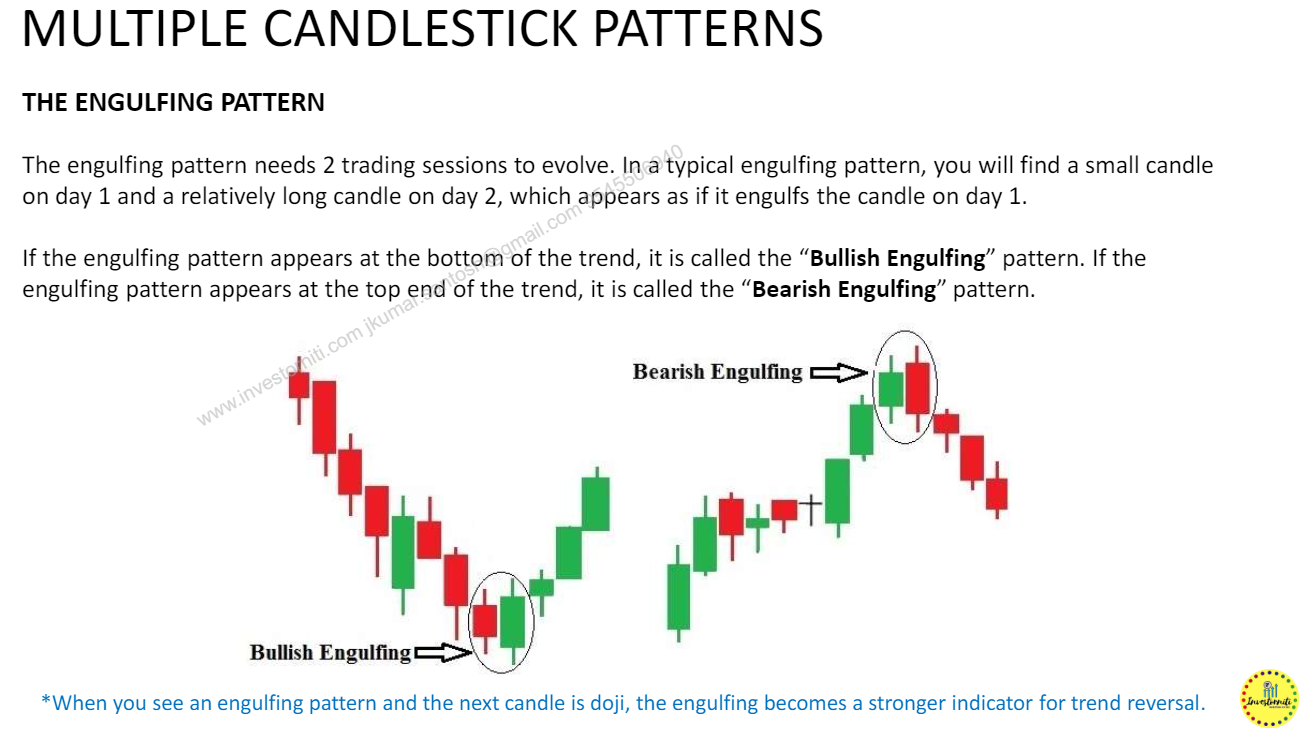 MULTIPLE CANDLESTICK PATTERNS
THE ENGULFING PATTERN
The engulfing pattern needs 2 trading sessions to evolve. In a typical engulfing pattern, you will find a small candle
on day 1 and a relatively long candle on day 2, which appears as if it engulfs the candle on day 1.
If the engulfing pattern appears at the bottom of the trend, it is called the “Bullish Engulfing” pattern. If the
engulfing pattern appears at the top end of the trend, it is called the “Bearish Engulfing” pattern.
Bearish Engulfing
Bullish Engulfing
*When you see an engulfing pattern and the next candle is doji, the engulfing becomes a stronger indicator for trend reversal.
www.investorniti.com
Investorniti